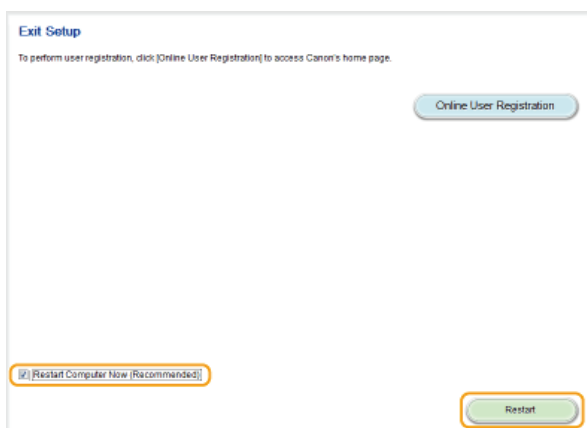 Exit Setup
To perform user registration, click [Online User Registration] to access Canon's home page.
Online User Registration
Restart Computer Now (Recommended)
Restart